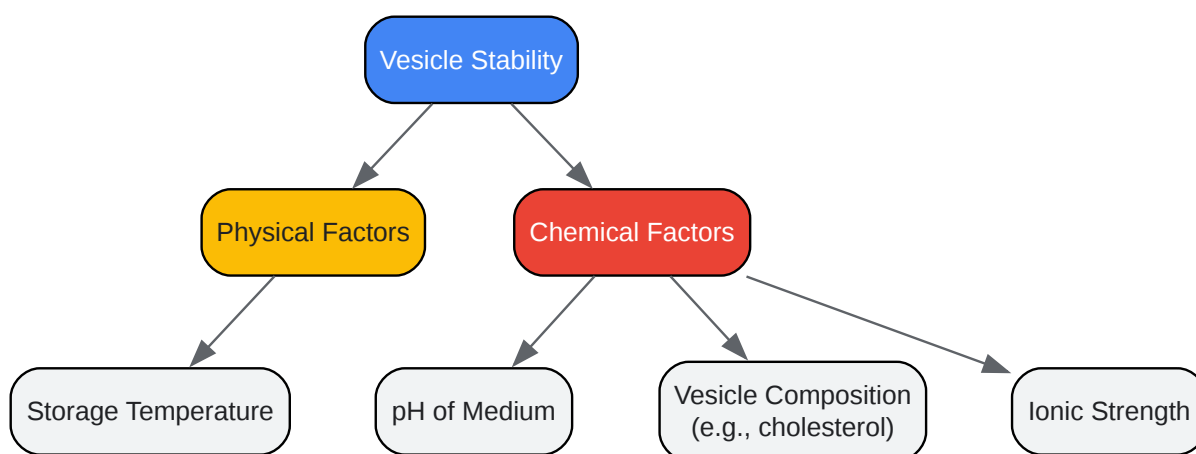 Vesicle Stability
Physical Factors
Chemical Factors
Storage Temperature
pH of Medium
Vesicle Composition
(e.g., cholesterol)
Ionic Strength